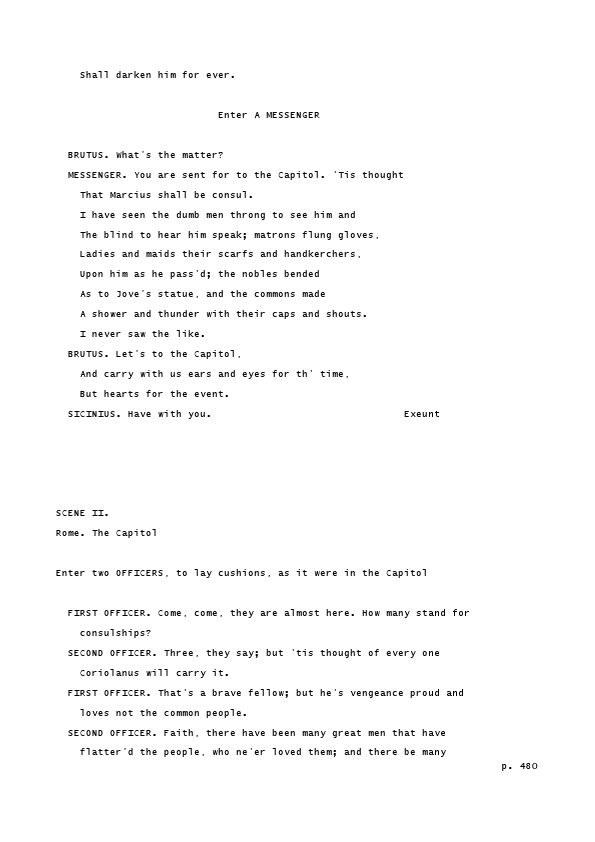 Shall darken him for ever.
Enter A MESSENGER
BRUTUS. What's the matter?
MESSENGER. You are sent for to the Capitol. 'Tis thought
That Marcius shall be consul.
I have seen the dumb men throng to see him and
The blind to hear him speak; matrons flung gloves,
Ladies and maids their scarfs and handkerchers,
Upon him as he pass'd; the nobles bended
As to Jove's statue, and the commons made
A shower and thunder with their caps and shouts.
I never saw the like.
BRUTUS. Let's to the Capitol,
And carry with us ears and eyes for th' time,
But hearts for the event.
SICINIUS. Have with you. Exeunt
SCENE II.
Rome. The Capitol
Enter two OFFICERS, to lay cushions, as it were in the Capitol
FIRST OFFICER. Come, come, they are almost here. How many stand for
consulships?
SECOND OFFICER. Three, they say; but 'tis thought of every one
Coriolanus will carry it.
FIRST OFFICER. That's a brave fellow; but he's vengeance proud and
loves not the common people.
SECOND OFFICER. Faith, there have been many great men that have
flatter'd the people, who ne'er loved them; and there be many
p. 480